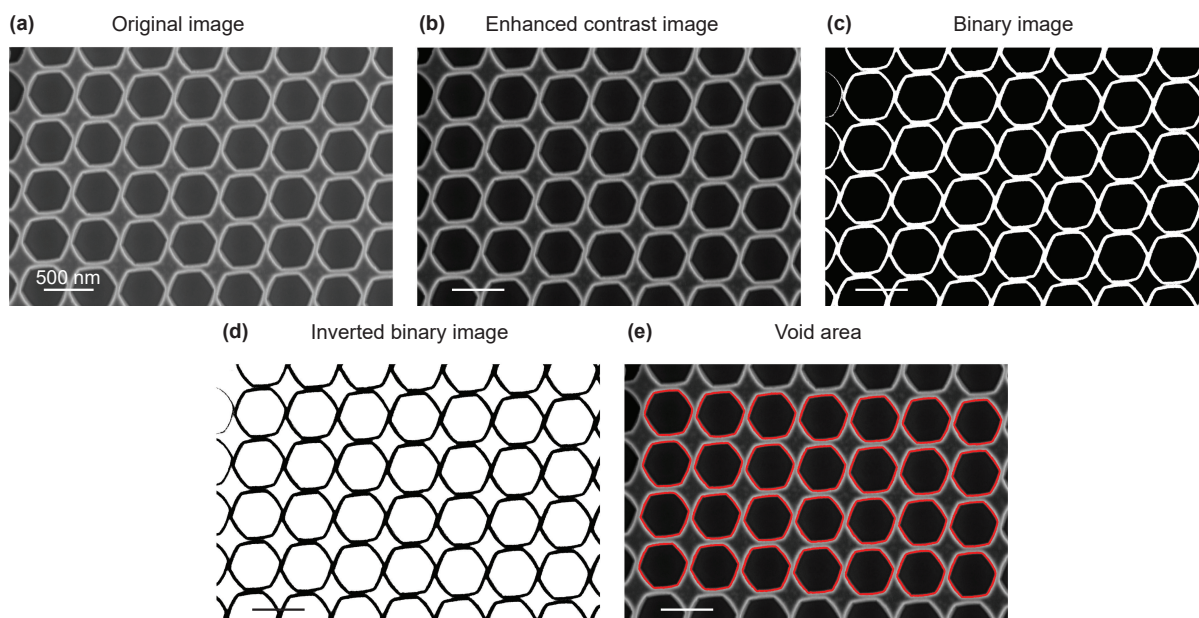 (a) Original image
(b) Enhanced contrast image
(c) Binary image
500 nm
(d) Inverted binary image
(e) Void area